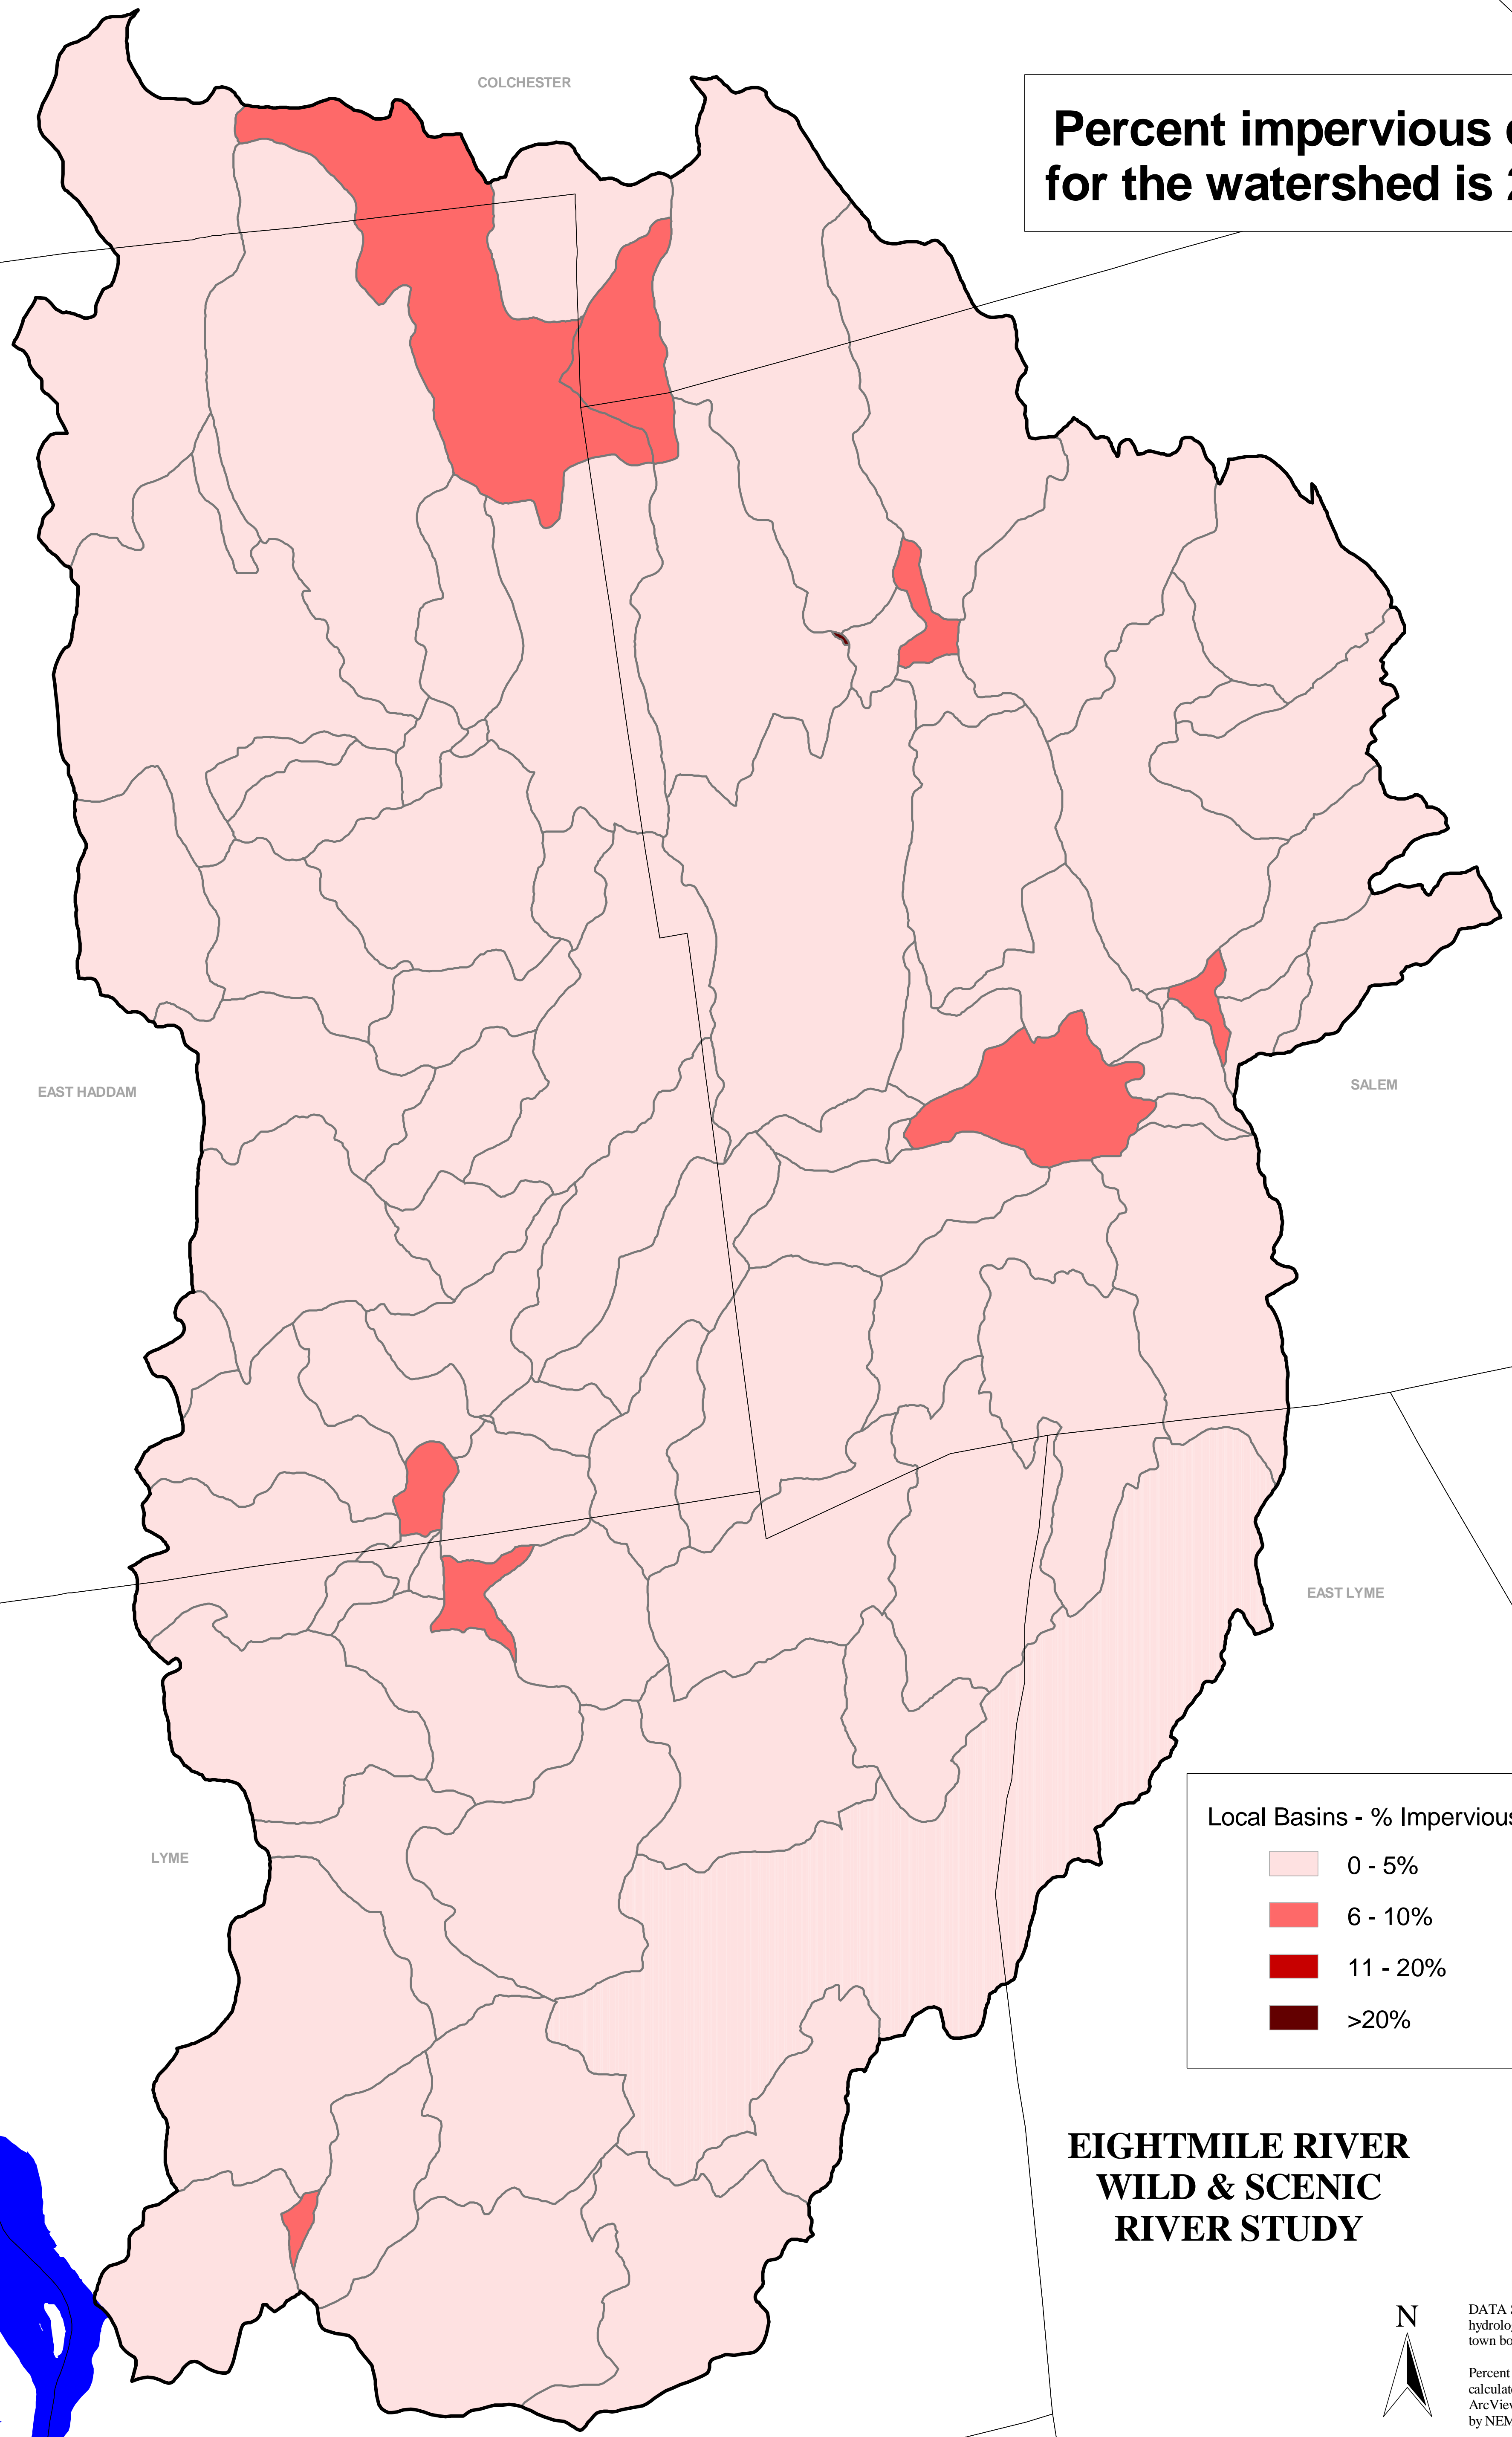 COLCHESTER
Percent impervious
for the watershed is
EAST HADDAM
SALEM
EAST LYME
LYME
Local Basins - % Impervious
0 - 5%
6 - 10%
11 - 20%
>20%
EIGHTMILE RIVER
WILD & SCENIC
RIVER STUDY
N
DATA
town
Percent